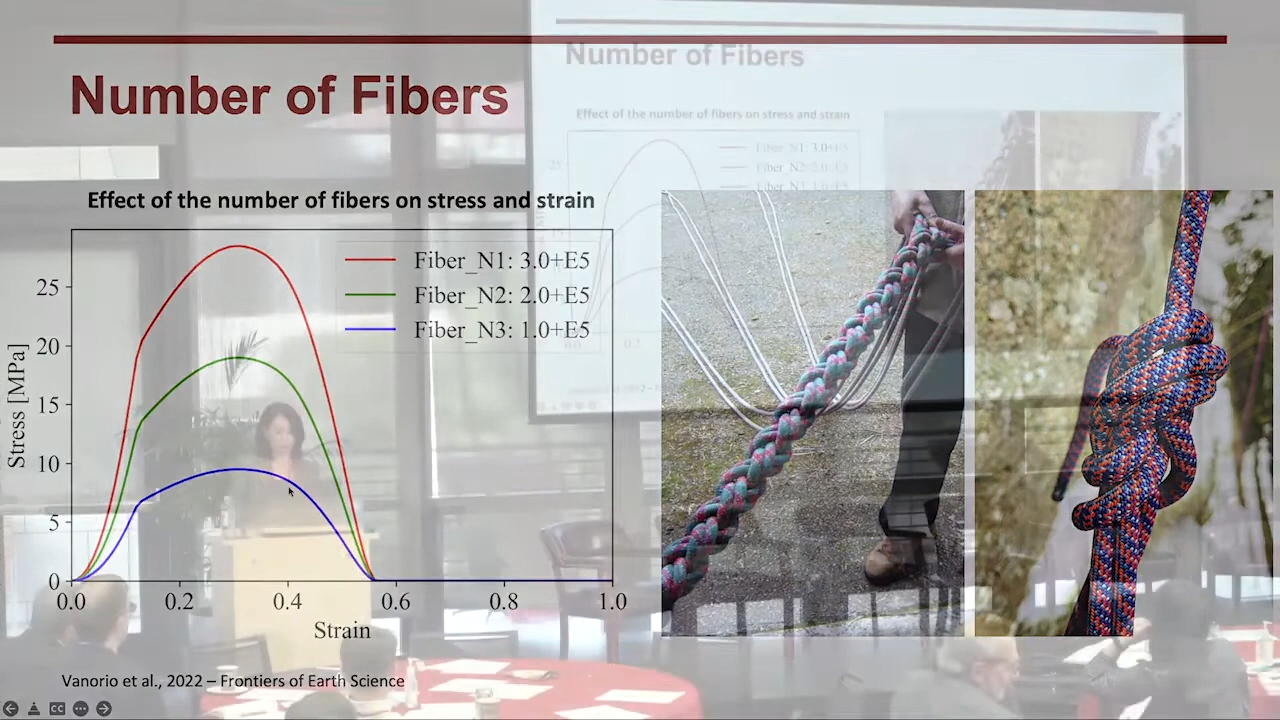 Number of Fibers
Number of Fibers
Effect of the number of fibers on stress and strain
Effect of the number of fibers on stress and strain
Fiber_N1: 3.0+E5
Fiber_N2: 2.0+E5
Fiber_N3: 1.0+E5
25
20
15
10
5
0
Stress [MPa]
0.0 0.2 0.4 0.6 0.8 1.0
Strain
Vanorio et al., 2022 – Frontiers of Earth Science
CC